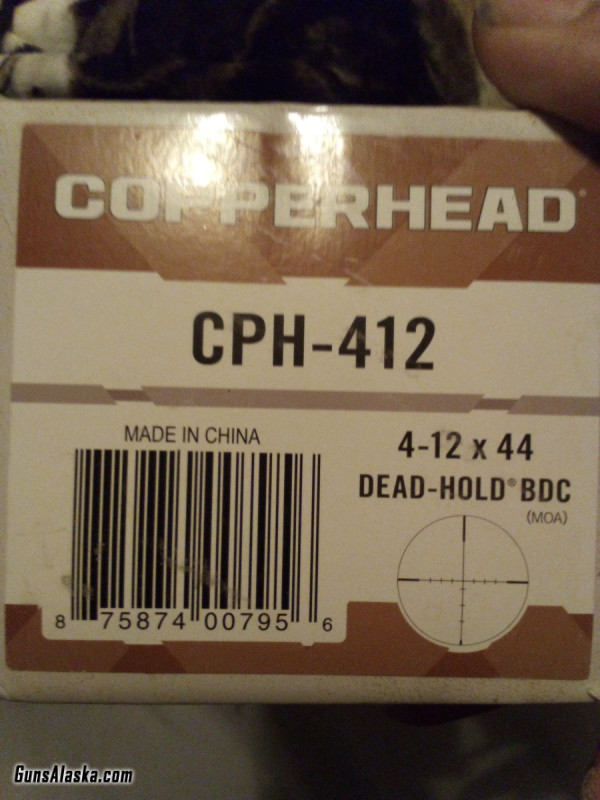 COPPERHEAD®
CPH-412
MADE IN CHINA
8 75874 00795 6
4-12 x 44
DEAD-HOLD® BDC
(MOA)
GunsAlaska.com